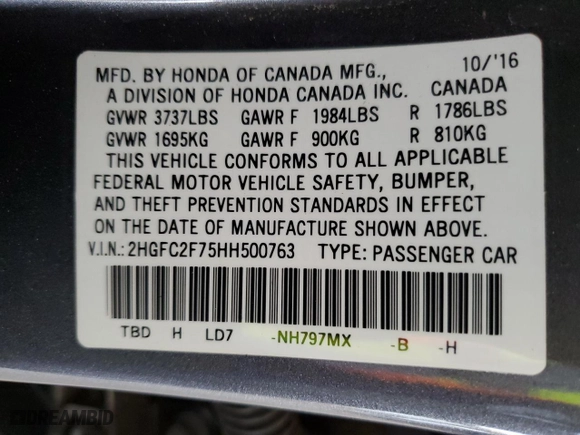 10/'16
MFD. BY HONDA OF CANADA MFG.,
A DIVISION OF HONDA CANADA INC. CANADA
GVWR 3737LBS GAWR F 1984LBS R 1786LBS
GVWR 1695KG GAWR F 900KG R 810KG
THIS VEHICLE CONFORMS TO ALL APPLICABLE
FEDERAL MOTOR VEHICLE SAFETY, BUMPER,
AND THEFT PREVENTION STANDARDS IN EFFECT
ON THE DATE OF MANUFACTURE SHOWN ABOVE.
V.I.N.: 2HGFC2F75HH500763 TYPE: PASSENGER CAR
TBD H LD7 -NH797MX -B -H
DREAMBID